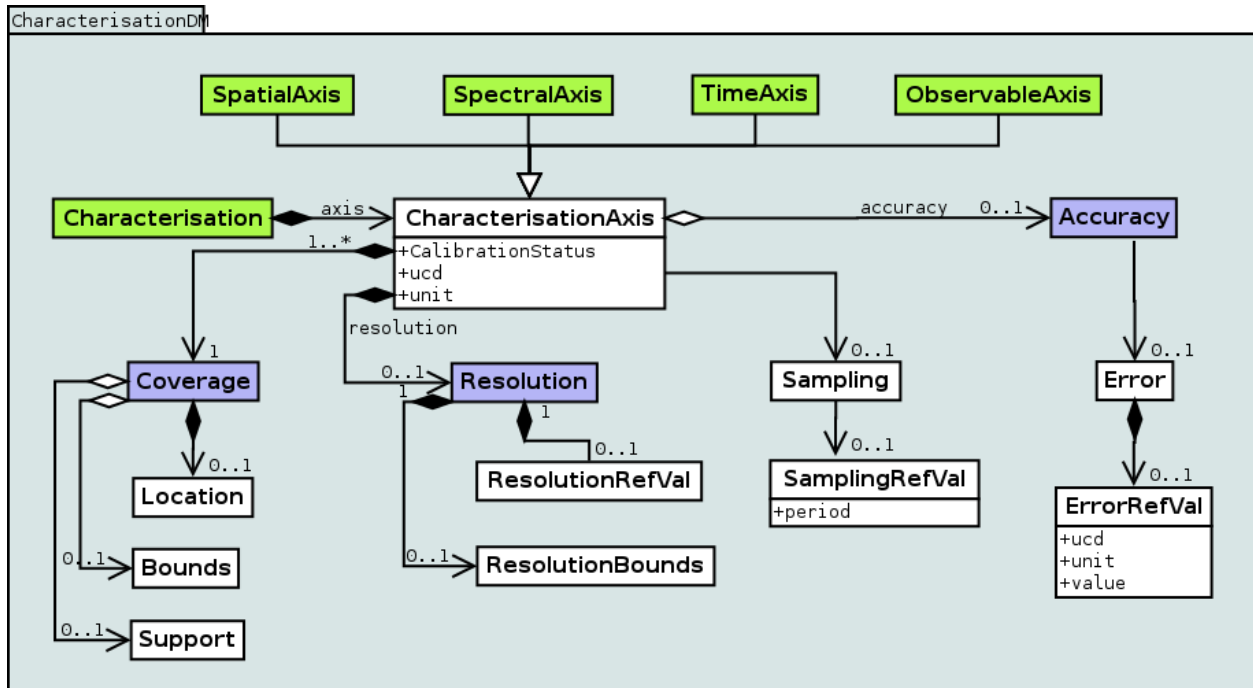 CharacterisationDM
SpatialAxis
SpectralAxis
TimeAxis
ObservableAxis
Characterisation
axis
CharacterisationAxis
accuracy
0..1
Accuracy
1..*
+CalibrationStatus
+ucd
+unit
resolution
1
0..1
0..1
0..1
Coverage
Resolution
Sampling
Error
1
1
0..1
0..1
0..1
0..1
Location
ResolutionRefVal
SamplingRefVal
+period
ErrorRefVal
+ucd
+unit
+value
0..1
Bounds
0..1
ResolutionBounds
0..1
Support